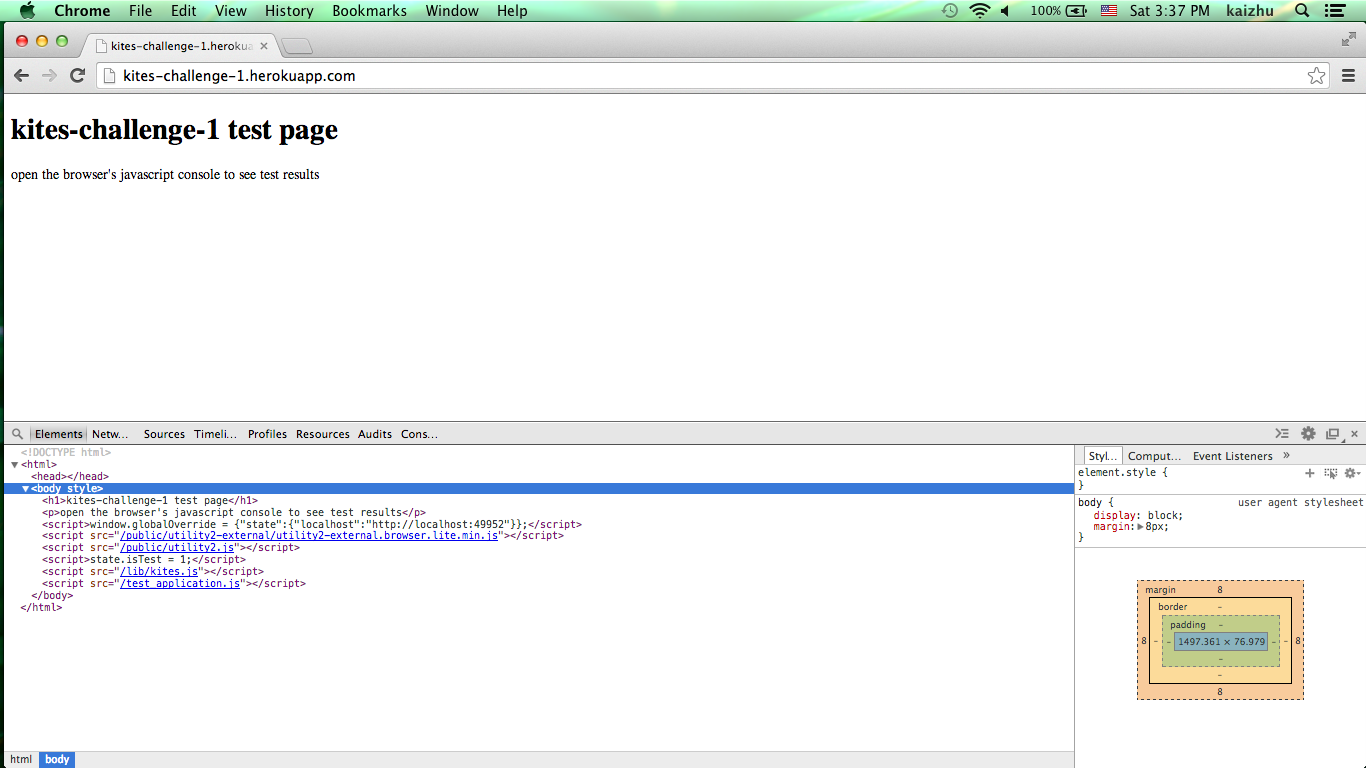 Chrome File Edit View History Bookmarks Window Help 100% Sat 3:37 PM kaizhu
kites-challenge-1.heroku
kites-challenge-1.herokuapp.com
kites-challenge-1 test page
open the browser's javascript console to see test results
Elements Netw... Sources Timeli... Profiles Resources Audits Cons...
<!DOCTYPE html>
<html>
<head></head>
<body style>
<h1>kites-challenge-1 test page</h1>
<p>open the browser's javascript console to see test results</p>
<script>window.globalOverride = {"state":{"localhost":"http://localhost:49952"}};</script>
<script src="/public/utility2-external/utility2-external.browser.lite.min.js"></script>
<script src="/public/utility2.js"></script>
<script>state.isTest = 1;</script>
<script src="/lib/kites.js"></script>
<script src="/test_application.js"></script>
</body>
</html>
html body
Styl... Comput... Event Listeners »
element.style {
}
body { user agent stylesheet
display: block;
margin: 8px;
}
margin 8
border –
padding –
8 – – 1497.361 × 76.979 – – 8
–
–
8